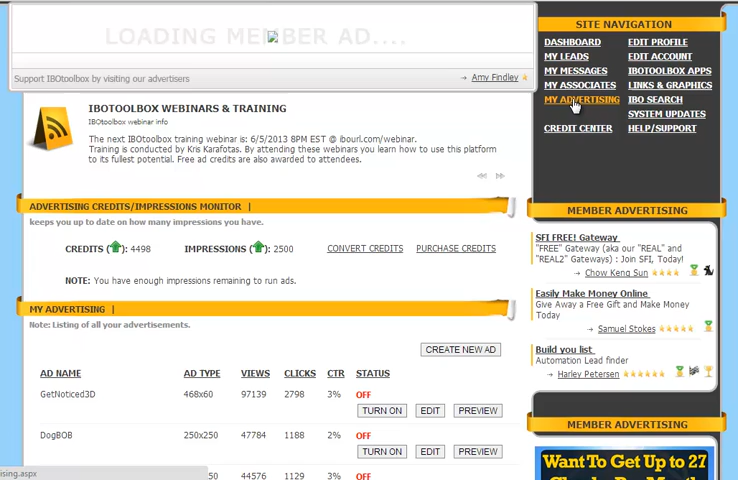 LOADING MEMBER AD....
Support IBOtoolbox by visiting our advertisers
Amy Findley
SITE NAVIGATION
DASHBOARD EDIT PROFILE
MY LEADS EDIT ACCOUNT
MY MESSAGES IBOTOOLBOX APPS
MY ASSOCIATES LINKS & GRAPHICS
MY ADVERTISING IBO SEARCH
SYSTEM UPDATES
CREDIT CENTER HELP/SUPPORT
IBOTOOLBOX WEBINARS & TRAINING
IBOtoolbox webinar info
The next IBOtoolbox training webinar is: 6/5/2013 8PM EST @ ibourl.com/webinar.
Training is conducted by Kris Karafotas. By attending these webinars you learn how to use this platform
to its fullest potential. Free ad credits are also awarded to attendees.
ADVERTISING CREDITS/IMPRESSIONS MONITOR |
keeps you up to date on how many impressions you have.
CREDITS ( ): 4498 IMPRESSIONS ( ): 2500 CONVERT CREDITS PURCHASE CREDITS
NOTE: You have enough impressions remaining to run ads.
MY ADVERTISING |
Note: Listing of all your advertisements.
CREATE NEW AD
AD NAME AD TYPE VIEWS CLICKS CTR STATUS
GetNoticed3D 468x60 97139 2798 3% OFF
TURN ON EDIT PREVIEW
DogBOB 250x250 47784 1188 2% OFF
TURN ON EDIT PREVIEW
44576 1129 3% OFF
MEMBER ADVERTISING
SFI FREE! Gateway
"FREE" Gateway (aka our "REAL" and
"REAL2" Gateways) : Join SFI, Today!
Chow Keng Sun
Easily Make Money Online
Give Away a Free Gift and Make Money
Today
Samuel Stokes
Build you list
Automation Lead finder
Harley Petersen
MEMBER ADVERTISING
Want To Get Up to 27
ising.aspx